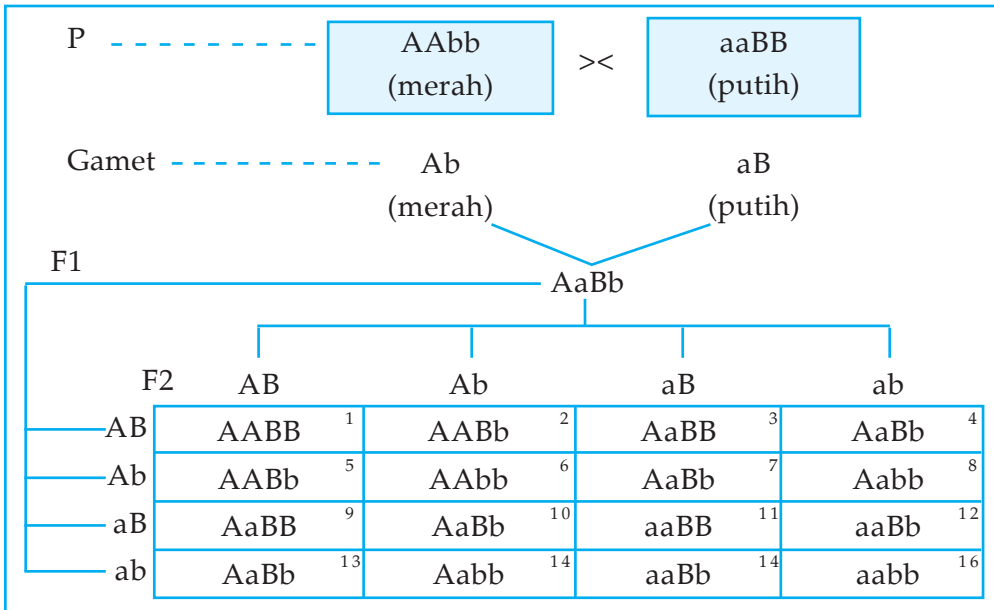 P AAbb >< aaBB
(merah) (putih)
Gamet Ab aB
(merah) (putih)
F1
AaBb
F2 AB Ab aB ab
AB AABB 1 AABb 2 AaBB 3 AaBb 4
Ab AABb 5 AAbb 6 AaBb 7 Aabb 8
aB AaBB 9 AaBb 10 aaBB 11 aaBb 12
ab AaBb 13 Aabb 14 aaBb 14 aabb 16